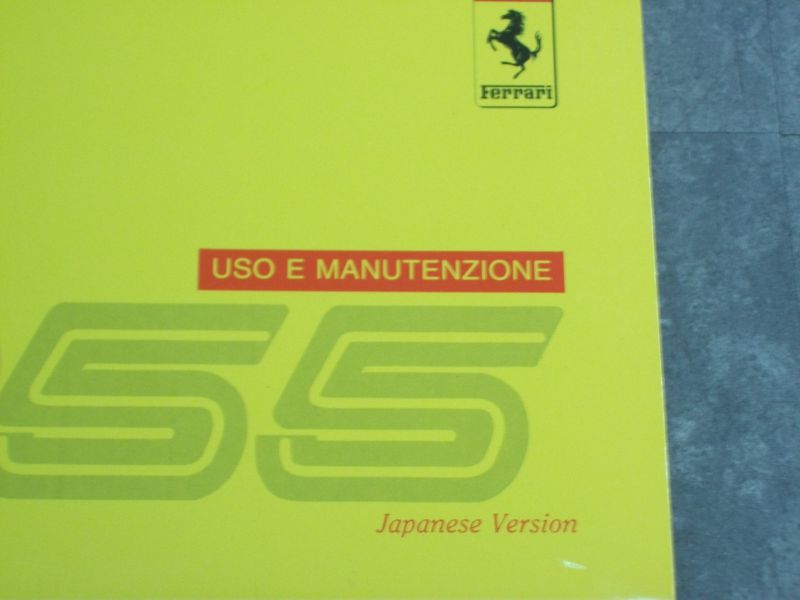 Ferrari
USO E MANUTENZIONE
55
Japanese Version